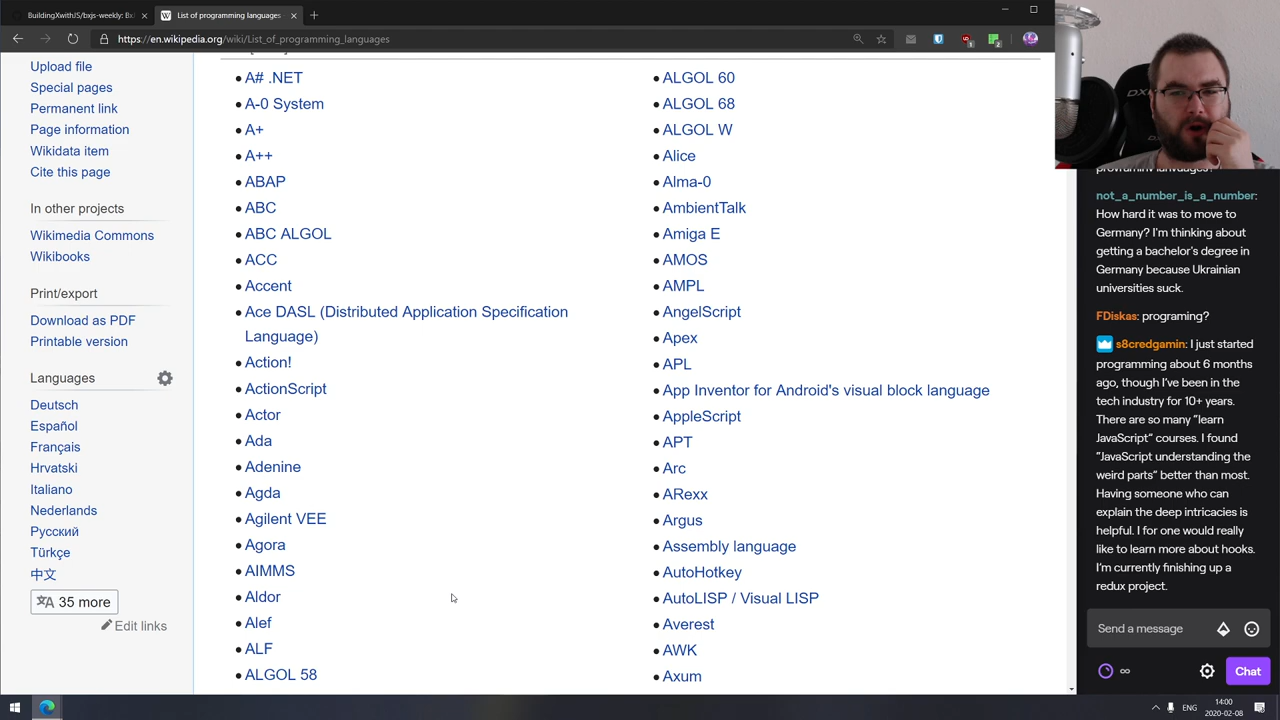 BuildingXwithJS/bxjs-weekly: Bx
List of programming languages
https://en.wikipedia.org/wiki/List_of_programming_languages
Upload file
Special pages
Permanent link
Page information
Wikidata item
Cite this page
In other projects
Wikimedia Commons
Wikibooks
Print/export
Download as PDF
Printable version
Languages
Deutsch
Español
Français
Hrvatski
Italiano
Nederlands
Русский
Türkçe
中文
35 more
Edit links
A# .NET
A-0 System
A+
A++
ABAP
ABC
ABC ALGOL
ACC
Accent
Ace DASL (Distributed Application Specification
Language)
Action!
ActionScript
Actor
Ada
Adenine
Agda
Agilent VEE
Agora
AIMMS
Aldor
Alef
ALF
ALGOL 58
ALGOL 60
ALGOL 68
ALGOL W
Alice
Alma-0
AmbientTalk
Amiga E
AMOS
AMPL
AngelScript
Apex
APL
App Inventor for Android's visual block language
AppleScript
APT
Arc
ARexx
Argus
Assembly language
AutoHotkey
AutoLISP / Visual LISP
Averest
AWK
Axum
not_a_number_is_a_number:
How hard it was to move to
Germany? I'm thinking about
getting a bachelor's degree in
Germany because Ukrainian
universities suck.
FDiskas: programing?
s8credgamin: I just started
programming about 6 months
ago, though I've been in the
tech industry for 10+ years.
There are so many "learn
JavaScript" courses. I found
"JavaScript understanding the
weird parts" better than most.
Having someone who can
explain the deep intricacies is
helpful. I for one would really
like to learn more about hooks.
I'm currently finishing up a
redux project.
Send a message
∞
Chat
ENG
14:00
2020-02-08